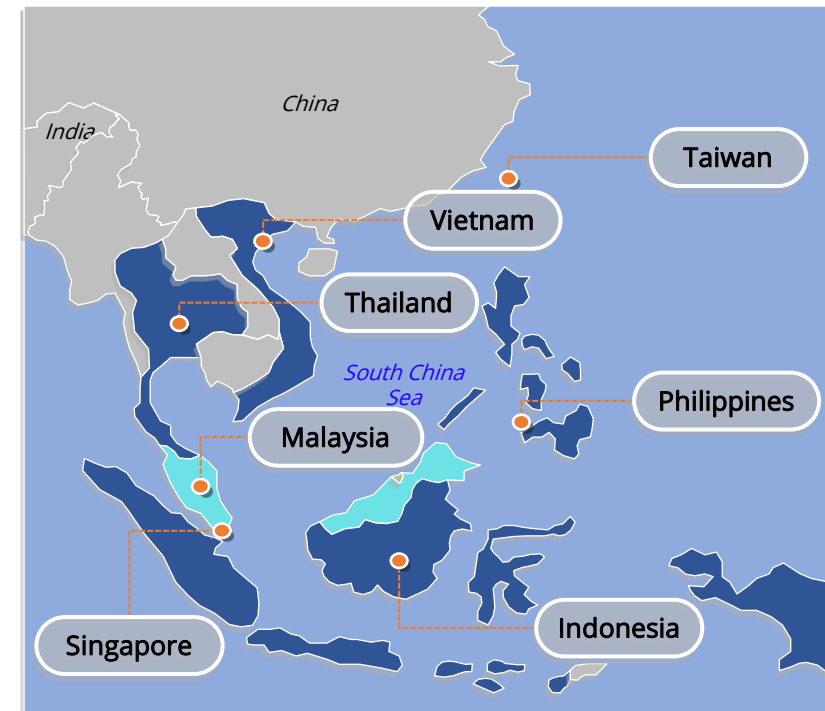 China
India
Taiwan
Vietnam
Thailand
South China
Sea
Philippines
Malaysia
Indonesia
Singapore